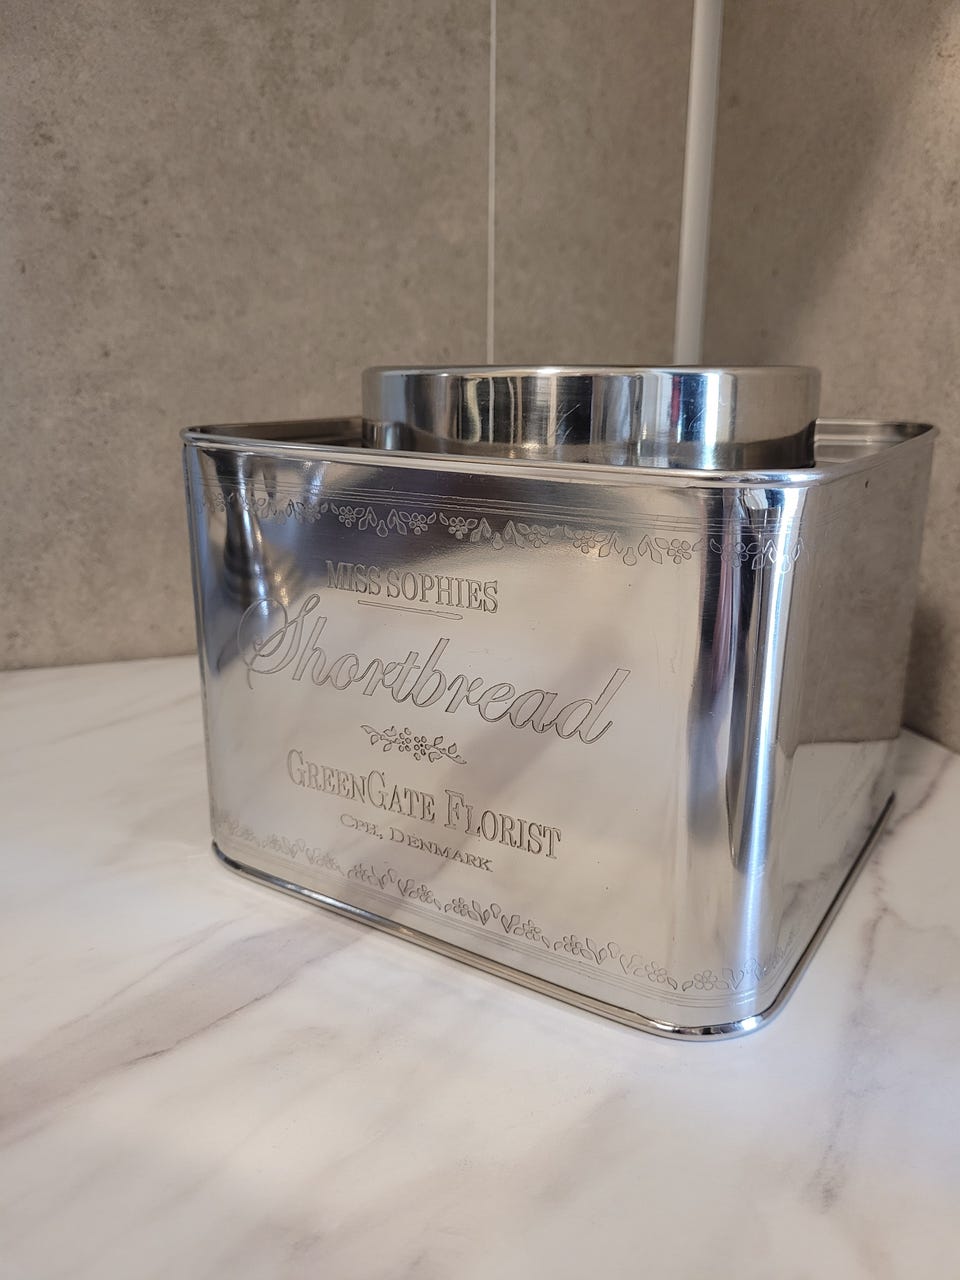 MISS SOPHIES
Shortbread
GREENGATE FLORIST
CPH, DENMARK